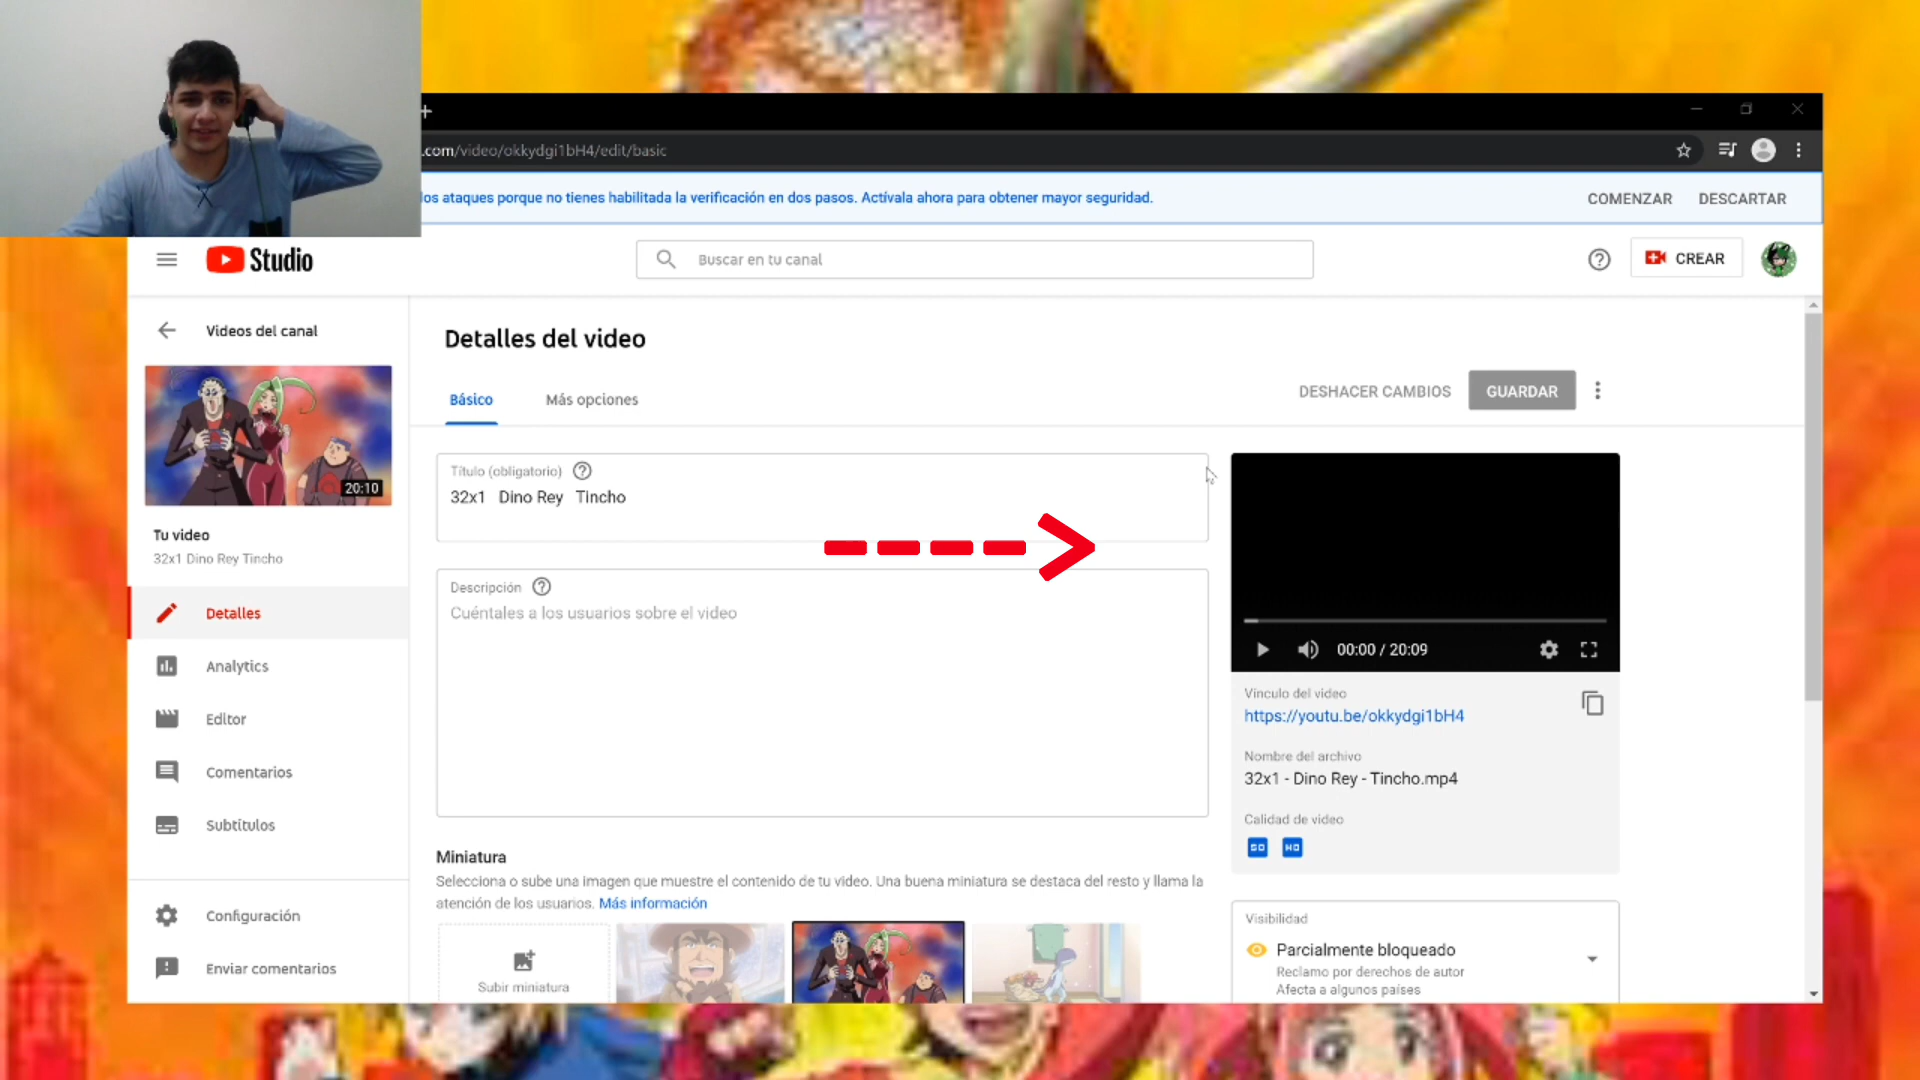 .com/video/okkydgi1bH4/edit/basic
los ataques porque no tienes habilitada la verificación en dos pasos. Actívala ahora para obtener mayor seguridad.
COMENZAR DESCARTAR
Studio
Buscar en tu canal
CREAR
Videos del canal
20:10
Tu video
32x1 Dino Rey Tincho
Detalles
Analytics
Editor
Comentarios
Subtítulos
Configuración
Enviar comentarios
Detalles del video
Básico Más opciones
DESHACER CAMBIOS GUARDAR
Título (obligatorio)
32x1 Dino Rey Tincho
Descripción
Cuéntales a los usuarios sobre el video
Miniatura
Selecciona o sube una imagen que muestre el contenido de tu video. Una buena miniatura se destaca del resto y llama la
atención de los usuarios. Más información
Subir miniatura
00:00 / 20:09
Vínculo del video
https://youtu.be/okkydgi1bH4
Nombre del archivo
32x1 - Dino Rey - Tincho.mp4
Calidad de video
SD HD
Visibilidad
Parcialmente bloqueado
Reclamo por derechos de autor
Afecta a algunos países